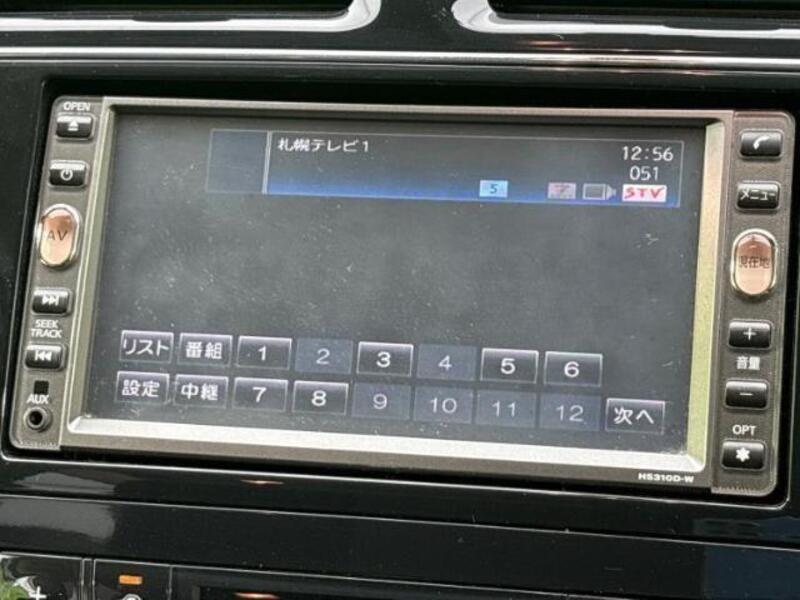 OPEN
札幌テレビ1
12:56
051
5
STV
メニュー
AV
現在地
SEEK
TRACK
AUX
音量
OPT
リスト 番組 1 2 3 4 5 6
設定 中継 7 8 9 10 11 12 次へ
HS310D-W